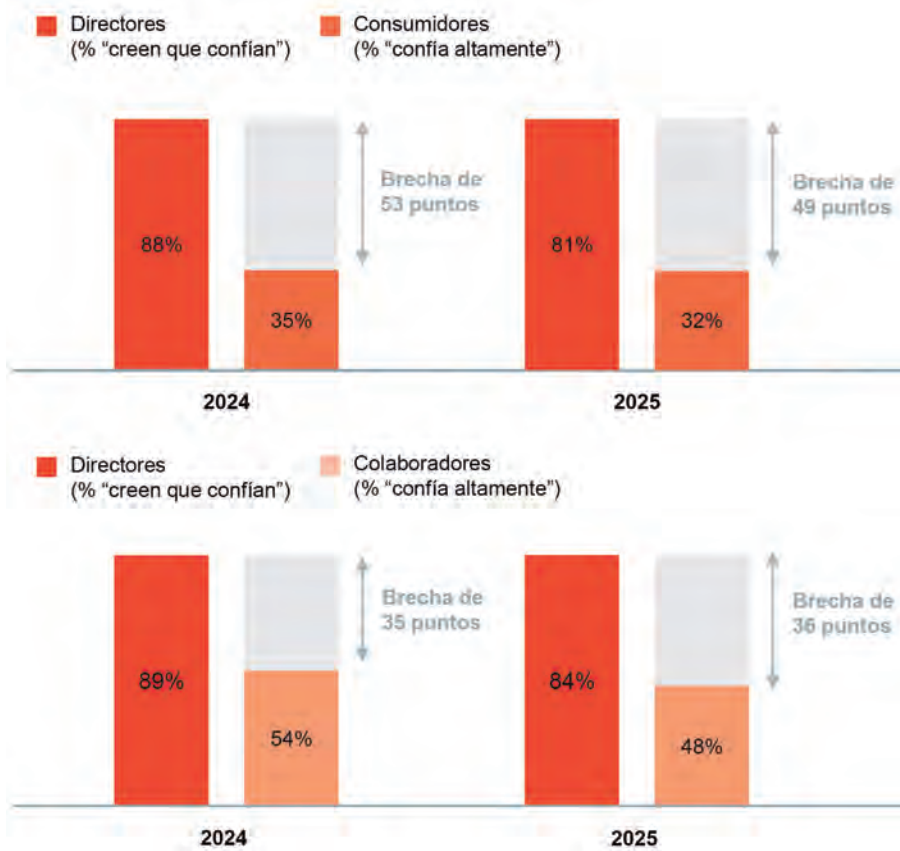 Directores
(% “creen que confían”)
Consumidores
(% “confía altamente”)
88%
35%
Brecha de
53 puntos
81%
32%
Brecha de
49 puntos
2024
2025
Directores
(% “creen que confían”)
Colaboradores
(% “confía altamente”)
89%
54%
Brecha de
35 puntos
84%
48%
Brecha de
36 puntos
2024
2025